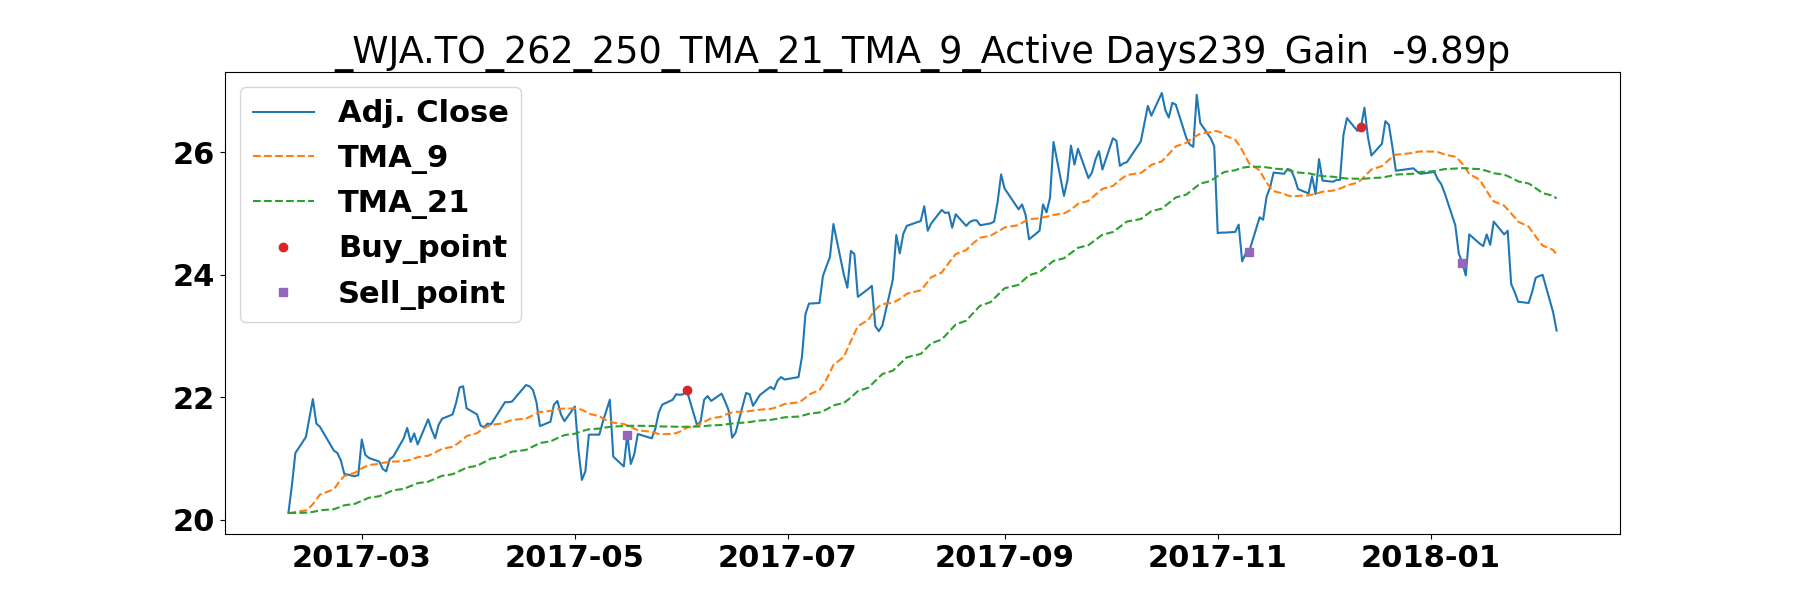 _WJA.TO_262_250_TMA_21_TMA_9_Active Days239_Gain  -9.89p
Adj. Close
TMA_9
TMA_21
Buy_point
Sell_point
26
24
22
20
2017-03 2017-05 2017-07 2017-09 2017-11 2018-01